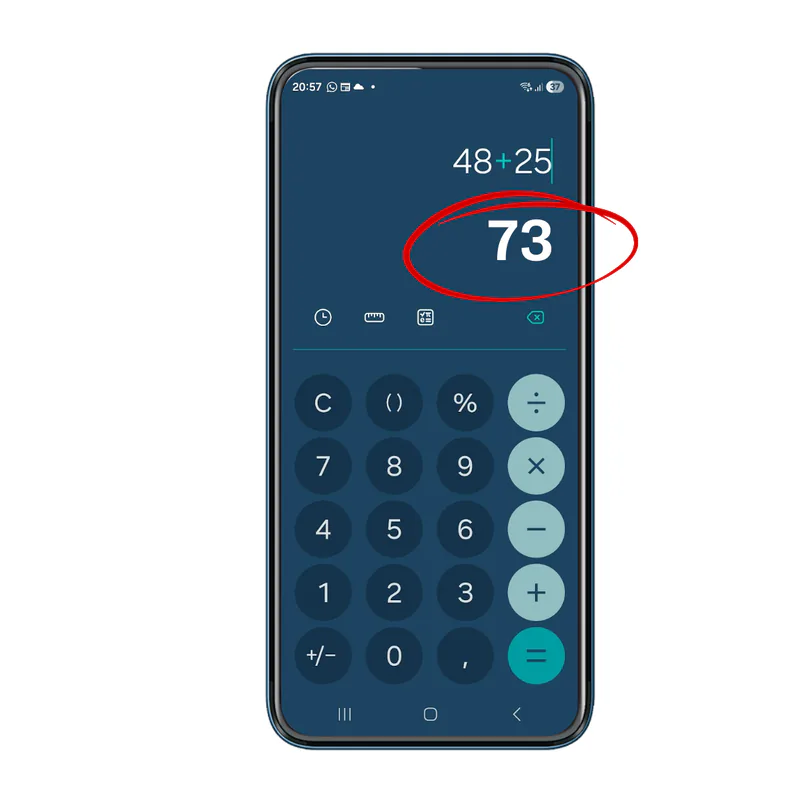 20:57 37
48+25
73
C () % ÷
7 8 9 ×
4 5 6 −
1 2 3 +
+/− 0 , =